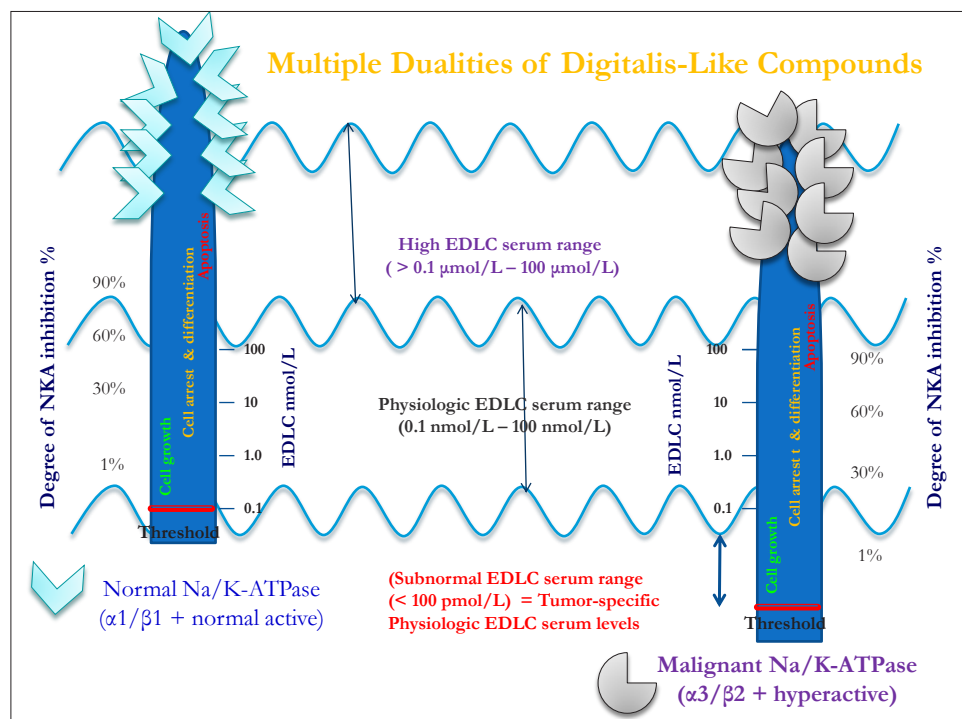 Multiple Dualities of Digitalis-Like Compounds
Degree of NKA inhibition %
90%
60%
30%
1%
Cell growth
Cell arrest & differentiation
Apoptosis
Threshold
100
10
1.0
0.1
EDLC nmol/L
High EDLC serum range
( > 0.1 µmol/L – 100 µmol/L)
Physiologic EDLC serum range
(0.1 nmol/L – 100 nmol/L)
(Subnormal EDLC serum range
(< 100 pmol/L) = Tumor-specific
Physiologic EDLC serum levels
EDLC nmol/L
100
10
1.0
0.1
Cell growth
Cell arrest t & differentiation
Apoptosis
Threshold
90%
60%
30%
1%
Degree of NKA inhibition %
Normal Na/K-ATPase
(α1/β1 + normal active)
Malignant Na/K-ATPase
(α3/β2 + hyperactive)